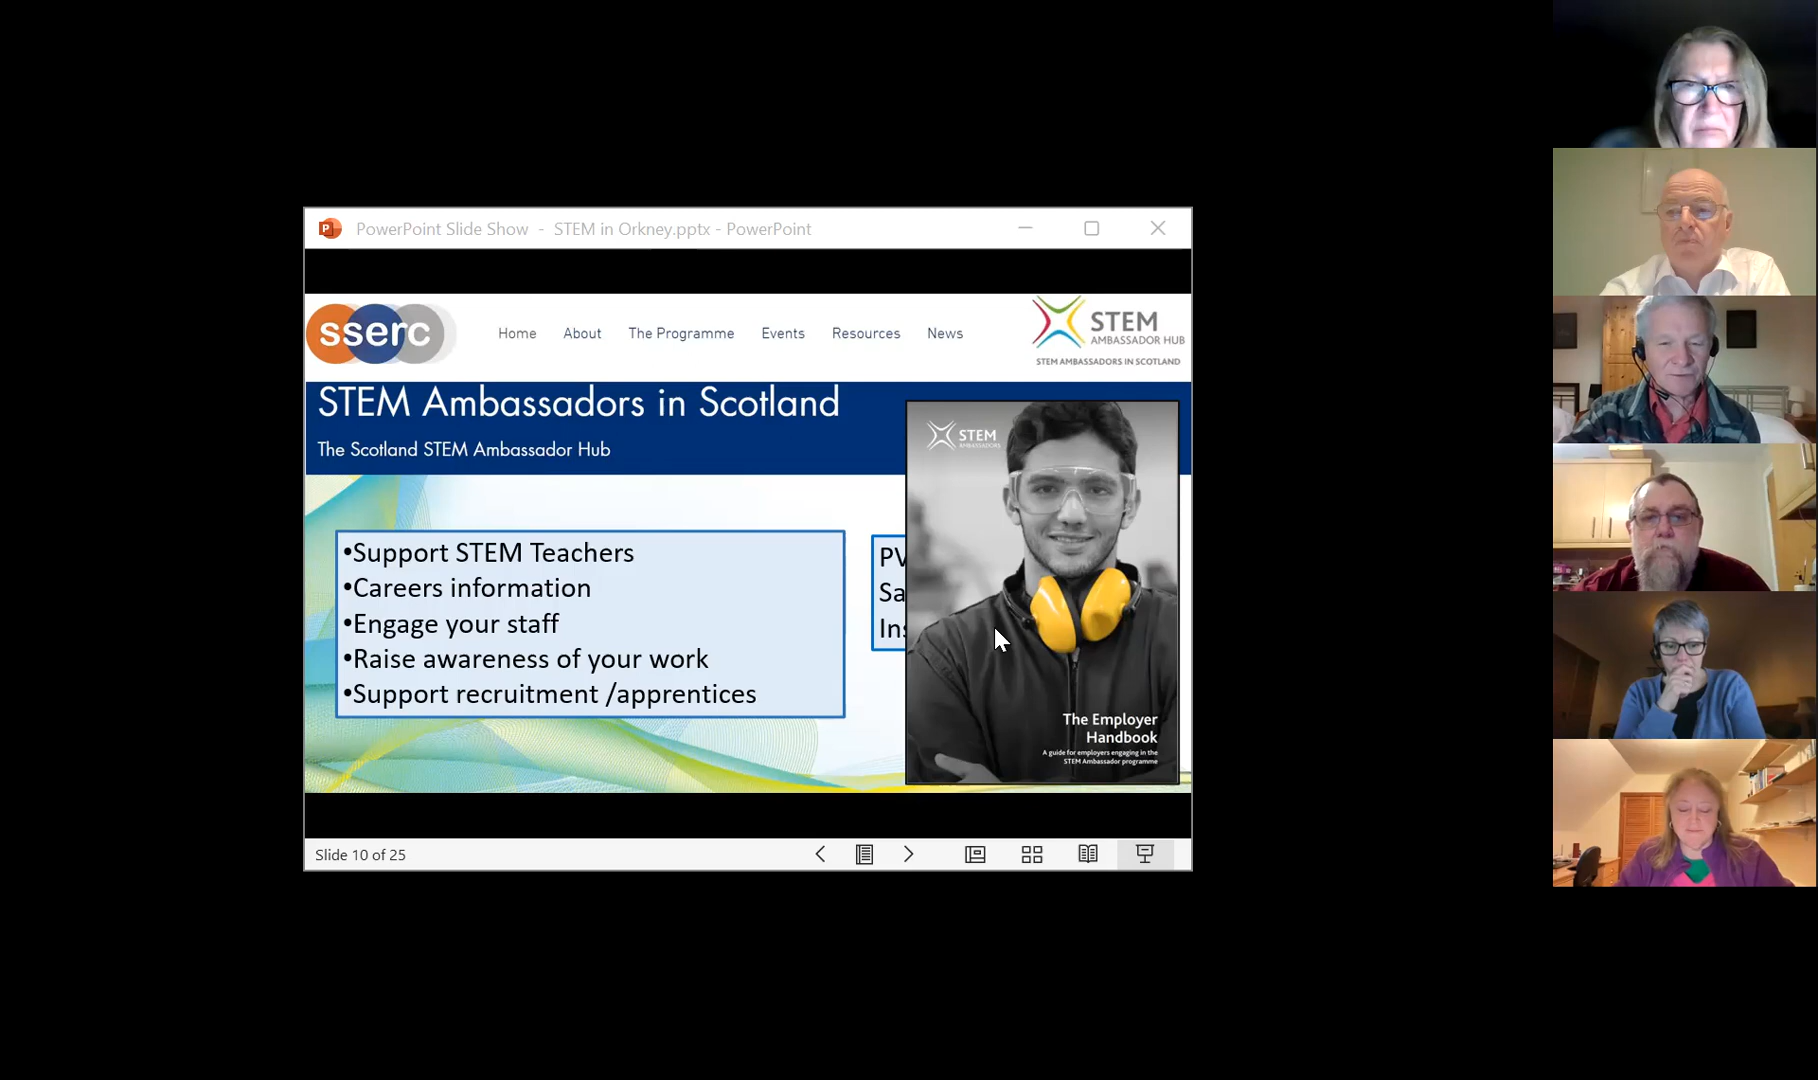 PowerPoint Slide Show - STEM in Orkney.pptx - PowerPoint
sserc
Home About The Programme Events Resources News
STEM
AMBASSADOR HUB
STEM AMBASSADORS IN SCOTLAND
STEM Ambassadors in Scotland
The Scotland STEM Ambassador Hub
STEM
AMBASSADORS
•Support STEM Teachers
•Careers information
•Engage your staff
•Raise awareness of your work
•Support recruitment /apprentices
PV
Sa
Ins
The Employer
Handbook
A guide for employers engaging in the
STEM Ambassador programme
Slide 10 of 25